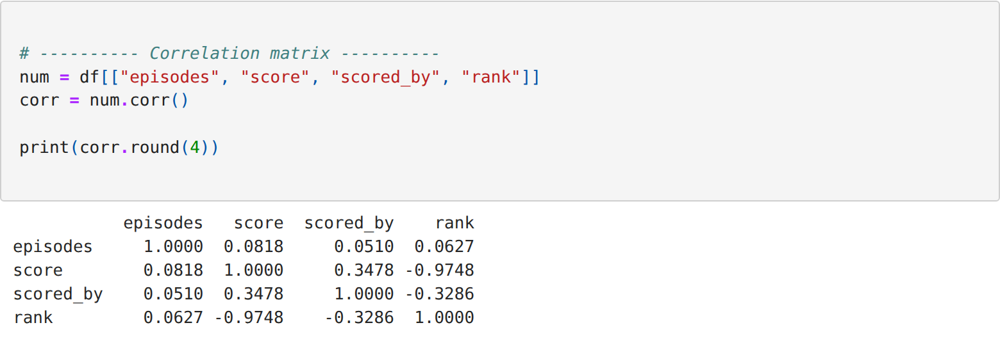 # ---------- Correlation matrix ----------
num = df[["episodes", "score", "scored_by", "rank"]]
corr = num.corr()
print(corr.round(4))
           episodes   score  scored_by    rank
episodes     1.0000  0.0818     0.0510  0.0627
score        0.0818  1.0000     0.3478 -0.9748
scored_by    0.0510  0.3478     1.0000 -0.3286
rank         0.0627 -0.9748    -0.3286  1.0000